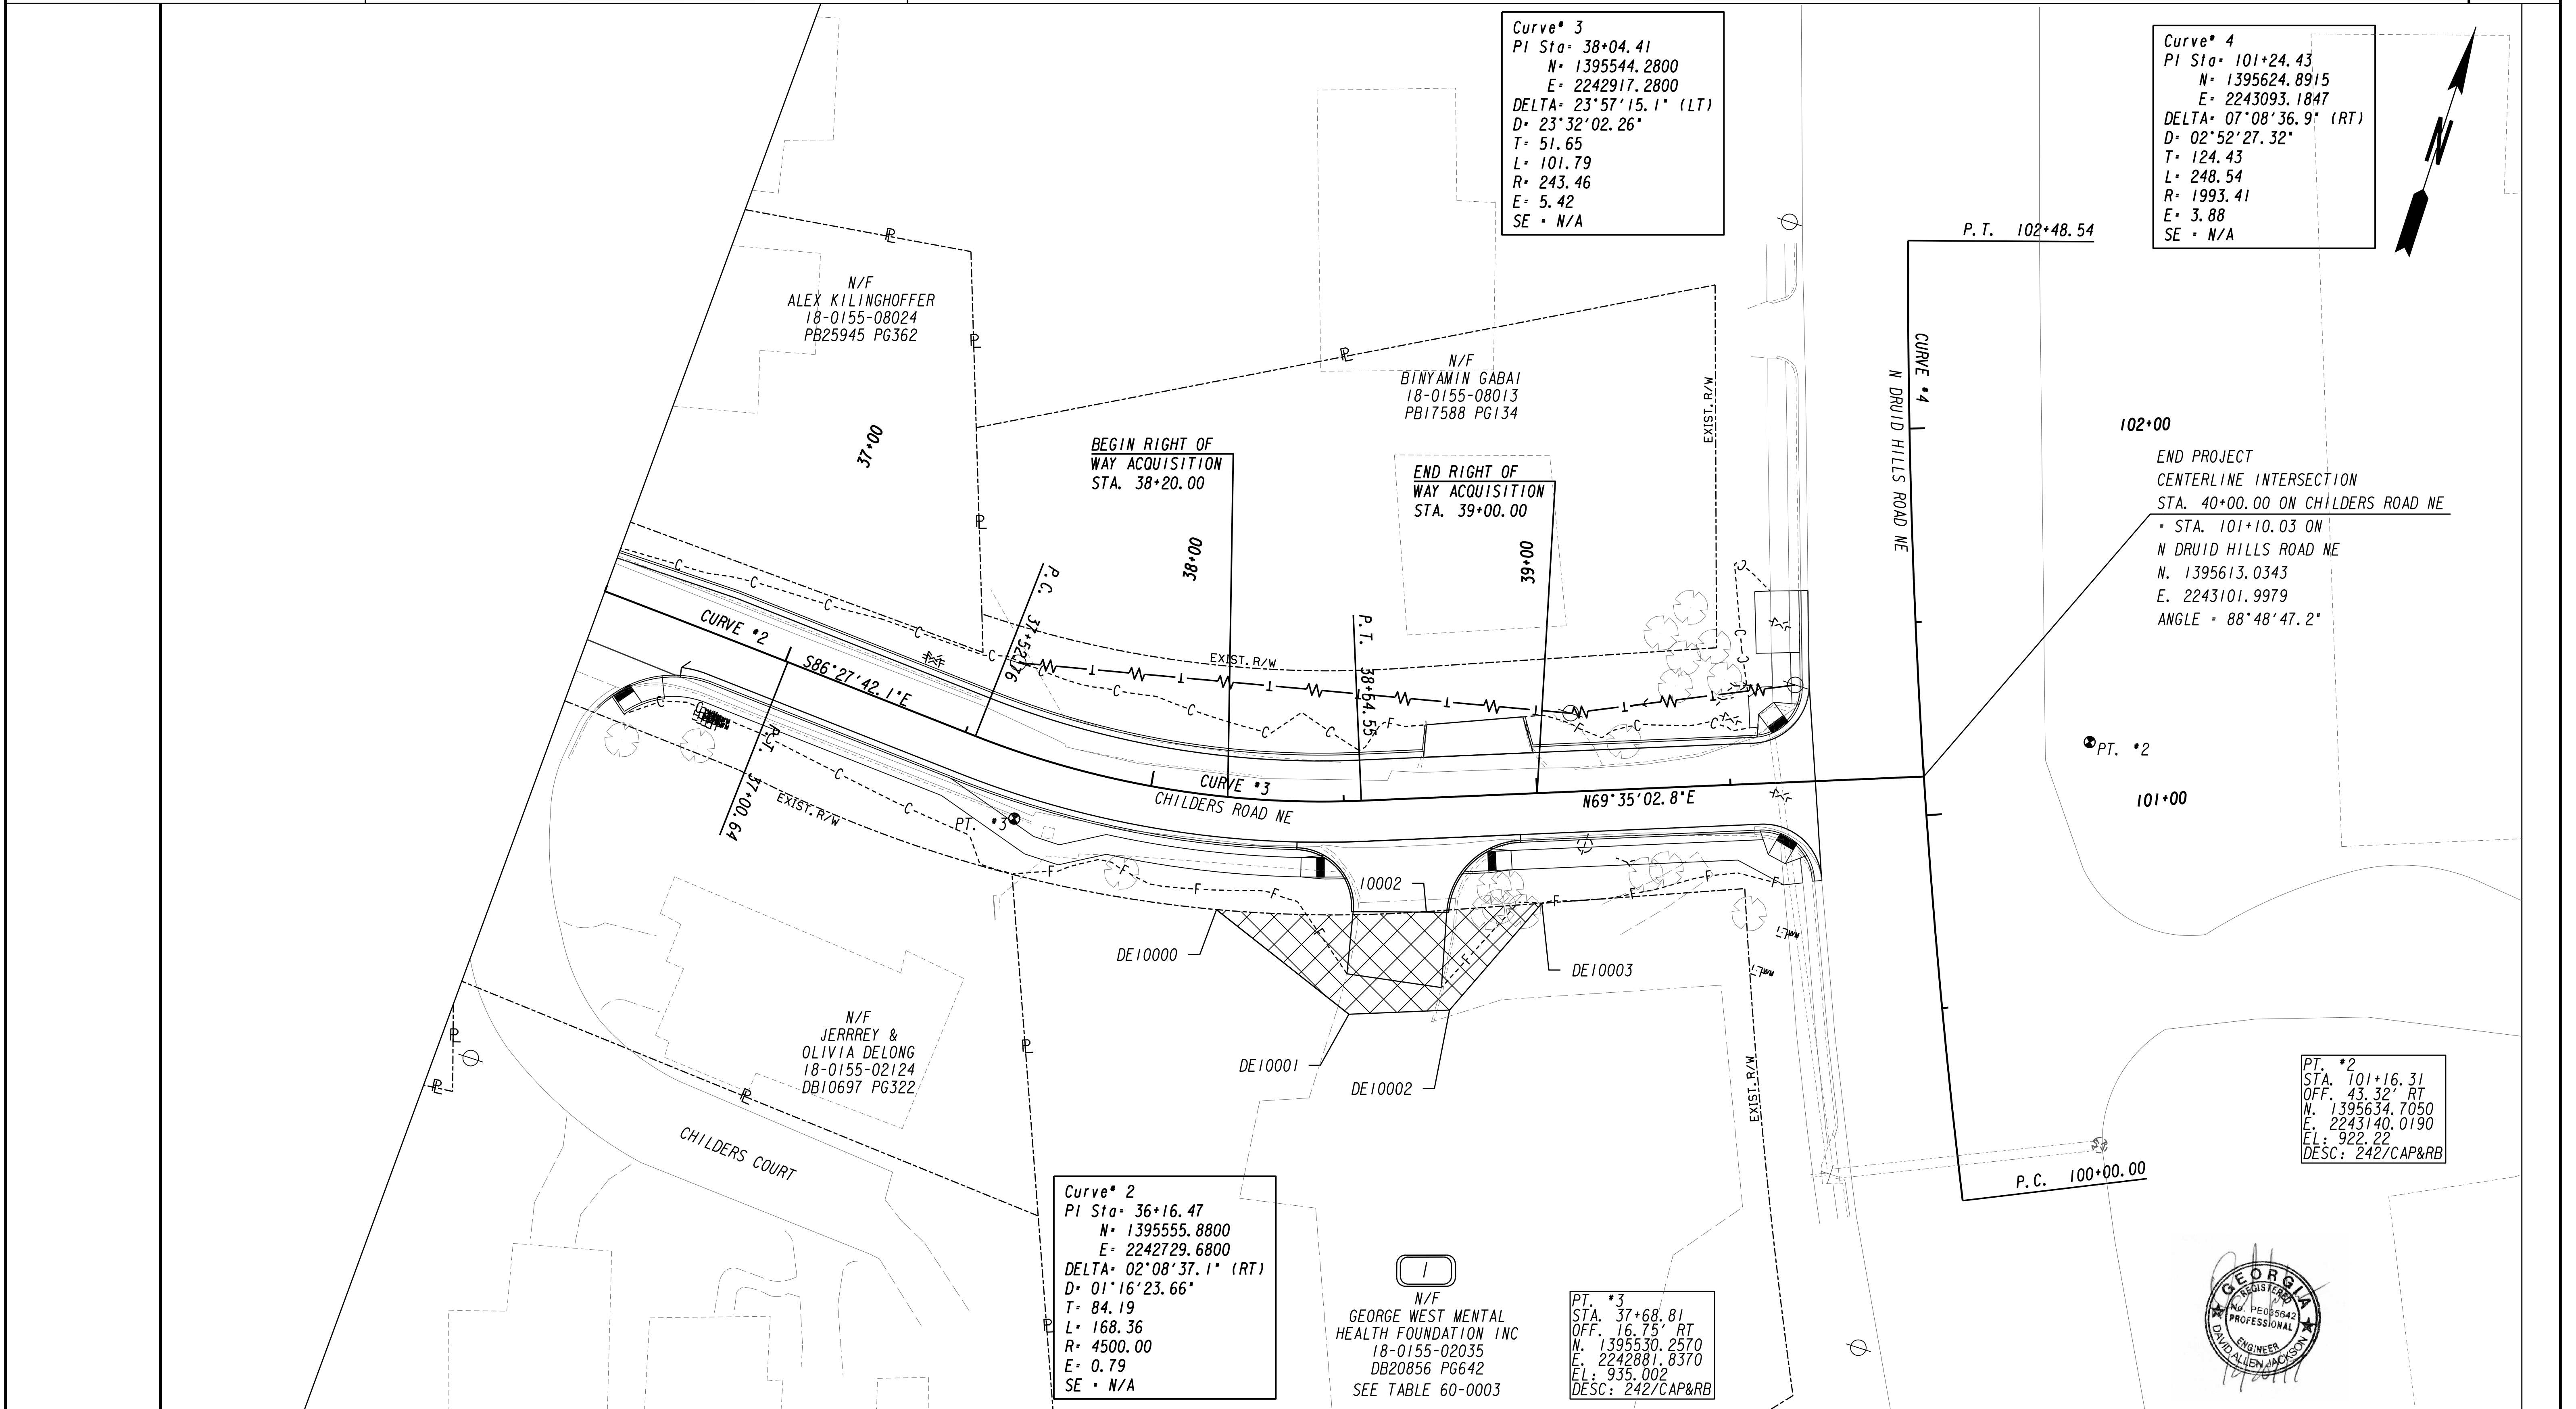 Curve# 3
PI Sta= 38+04.41
N= 1395544.2800
E= 2242917.2800
DELTA= 23°57'15.1" (LT)
D= 23°32'02.26"
T= 51.65
L= 101.79
R= 243.46
E= 5.42
SE = N/A
Curve# 4
PI Sta= 101+24.43
N= 1395624.8915
E= 2243093.1847
DELTA= 07°08'36.9" (RT)
D= 02°52'27.32"
T= 124.43
L= 248.54
R= 1993.41
E= 3.88
SE = N/A
N
P.T. 102+48.54
N/F
ALEX KILINGHOFFER
18-0155-08024
PB25945 PG362
N/F
BINYAMIN GABAI
18-0155-08013
PB17588 PG134
EXIST.R/W
CURVE #4
N DRUID HILLS ROAD NE
37+00
BEGIN RIGHT OF
WAY ACQUISITION
STA. 38+20.00
END RIGHT OF
WAY ACQUISITION
STA. 39+00.00
38+00
39+00
102+00
END PROJECT
CENTERLINE INTERSECTION
STA. 40+00.00 ON CHILDERS ROAD NE
= STA. 101+10.03 ON
N DRUID HILLS ROAD NE
N. 1395613.0343
E. 2243101.9979
ANGLE = 88°48'47.2"
P.C. 37+52.76
P.T. 38+54.55
EXIST.R/W
CURVE #2
S86°27'42.1"E
P.T. 37+00.64
EXIST.R/W
CURVE #3
CHILDERS ROAD NE
N69°35'02.8"E
PT. #2
101+00
PT. #3
10002
DE10000
DE10003
DE10001
DE10002
N/F
JERRREY &
OLIVIA DELONG
18-0155-02124
DB10697 PG322
CHILDERS COURT
EXIST.R/W
PT. #2
STA. 101+16.31
OFF. 43.32' RT
N. 1395634.7050
E. 2243140.0190
EL: 922.22
DESC: 242/CAP&RB
P.C. 100+00.00
Curve# 2
PI Sta= 36+16.47
N= 1395555.8800
E= 2242729.6800
DELTA= 02°08'37.1" (RT)
D= 01°16'23.66"
T= 84.19
L= 168.36
R= 4500.00
E= 0.79
SE = N/A
1
N/F
GEORGE WEST MENTAL
HEALTH FOUNDATION INC
18-0155-02035
DB20856 PG642
SEE TABLE 60-0003
PT. #3
STA. 37+68.81
OFF. 16.75' RT
N. 1395530.2570
E. 2242881.8370
EL: 935.002
DESC: 242/CAP&RB
GEORGIA
REGISTERED
No. PE035642
PROFESSIONAL
ENGINEER
DAVID ALLEN JACKSON